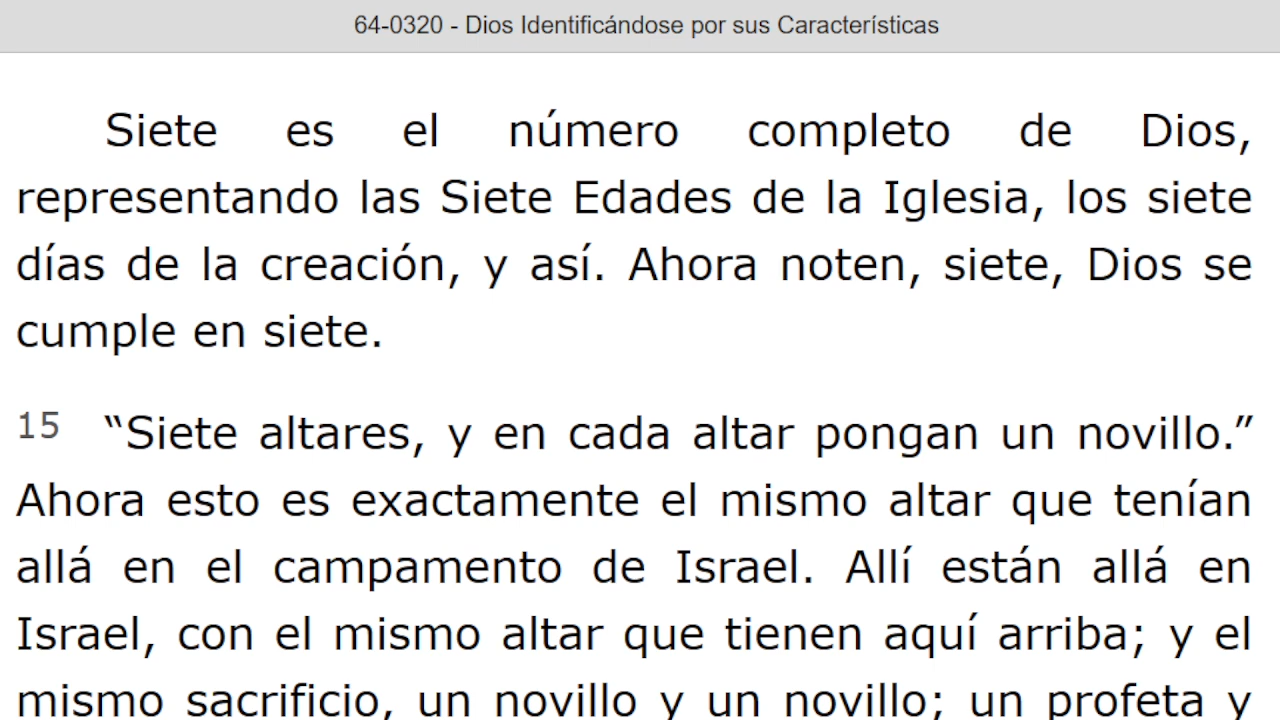 64-0320 - Dios Identificándose por sus Características
Siete es el número completo de Dios,
representando las Siete Edades de la Iglesia, los siete
días de la creación, y así. Ahora noten, siete, Dios se
cumple en siete.
15 “Siete altares, y en cada altar pongan un novillo.”
Ahora esto es exactamente el mismo altar que tenían
allá en el campamento de Israel. Allí están allá en
Israel, con el mismo altar que tienen aquí arriba; y el
mismo sacrificio, un novillo y un novillo; un profeta y